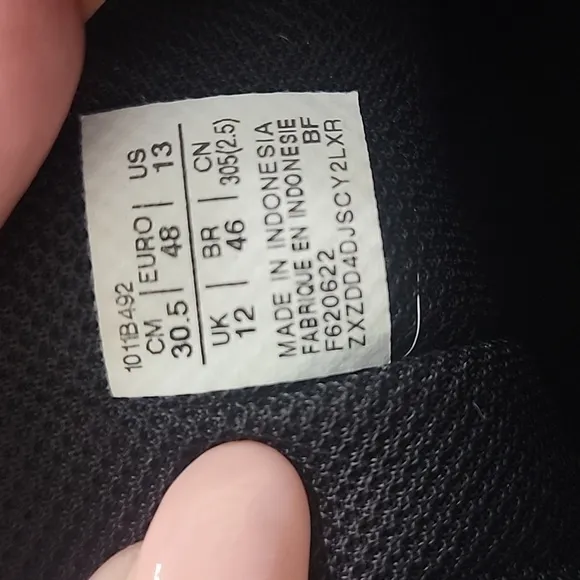 1011B492
CM | EURO | US
30.5 48 13
UK | BR | CN
12 46 305(2.5)
MADE IN INDONESIA
FABRIQUE EN INDONESIE
F620622 BF
ZXZDD4DJSCY2LXR